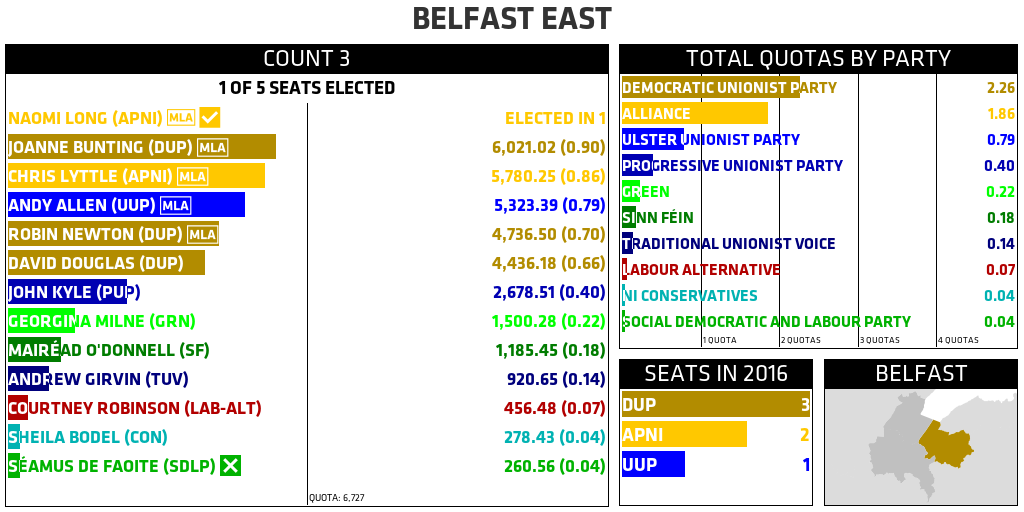 BELFAST EAST
COUNT 3
1 OF 5 SEATS ELECTED
NAOMI LONG (APNI) MLA ELECTED IN 1
JOANNE BUNTING (DUP) MLA 6,021.02 (0.90)
CHRIS LYTTLE (APNI) MLA 5,780.25 (0.86)
ANDY ALLEN (UUP) MLA 5,323.39 (0.79)
ROBIN NEWTON (DUP) MLA 4,736.50 (0.70)
DAVID DOUGLAS (DUP) 4,436.18 (0.66)
JOHN KYLE (PUP) 2,678.51 (0.40)
GEORGINA MILNE (GRN) 1,500.28 (0.22)
MAIRÉAD O'DONNELL (SF) 1,185.45 (0.18)
ANDREW GIRVIN (TUV) 920.65 (0.14)
COURTNEY ROBINSON (LAB-ALT) 456.48 (0.07)
SHEILA BODEL (CON) 278.43 (0.04)
SÉAMUS DE FAOITE (SDLP) 260.56 (0.04)
QUOTA: 6,727
TOTAL QUOTAS BY PARTY
DEMOCRATIC UNIONIST PARTY 2.26
ALLIANCE 1.86
ULSTER UNIONIST PARTY 0.79
PROGRESSIVE UNIONIST PARTY 0.40
GREEN 0.22
SINN FÉIN 0.18
TRADITIONAL UNIONIST VOICE 0.14
LABOUR ALTERNATIVE 0.07
NI CONSERVATIVES 0.04
SOCIAL DEMOCRATIC AND LABOUR PARTY 0.04
1 QUOTA 2 QUOTAS 3 QUOTAS 4 QUOTAS
SEATS IN 2016
DUP 3
APNI 2
UUP 1
BELFAST